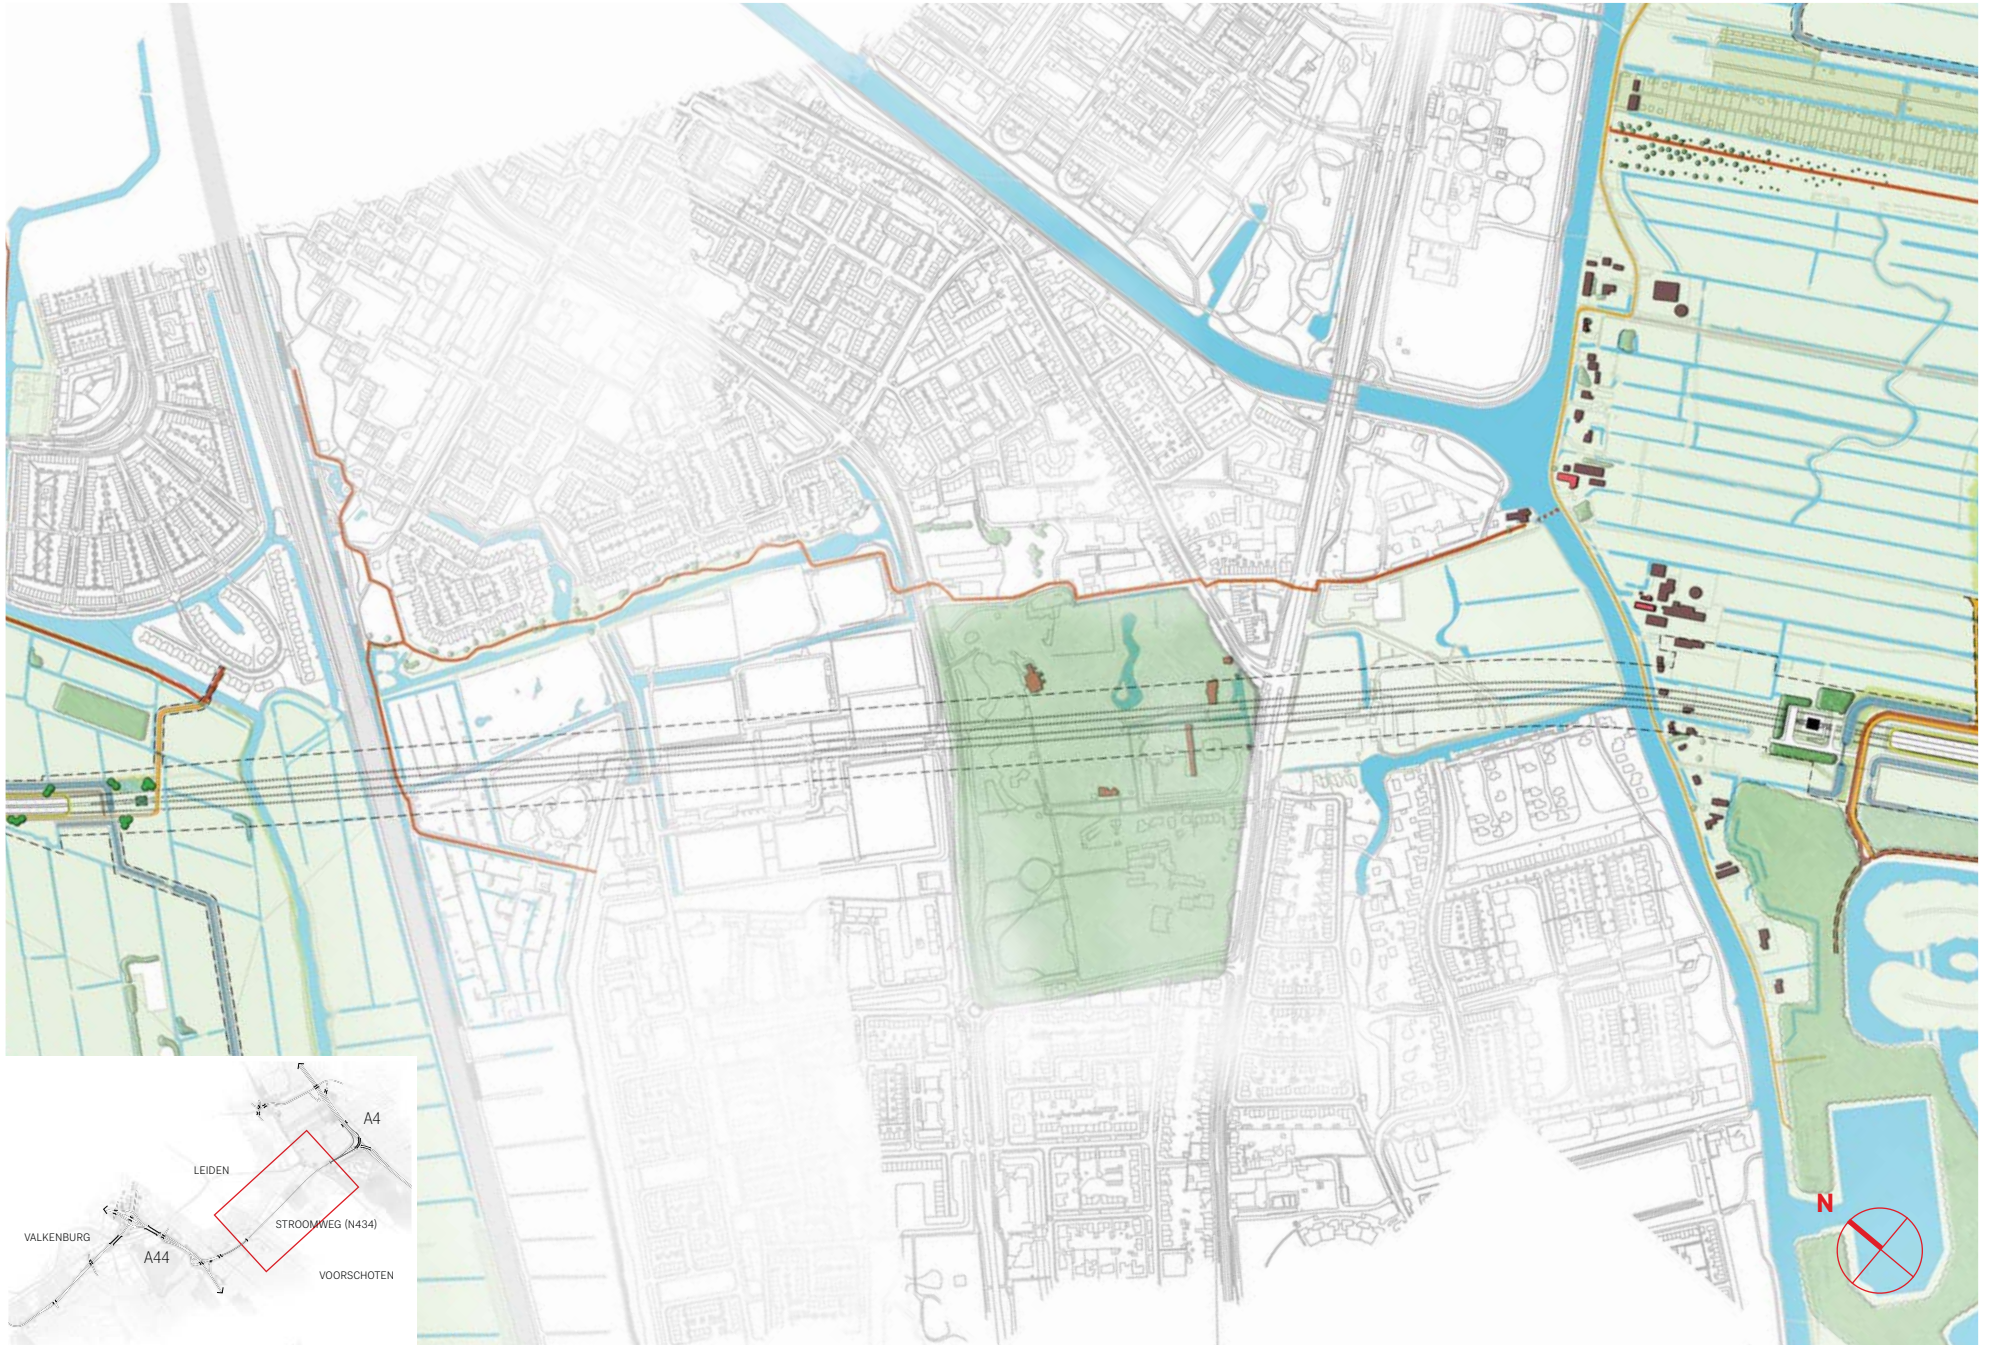 A4
LEIDEN
STROOMWEG (N434)
VALKENBURG
A44
VOORSCHOTEN
N